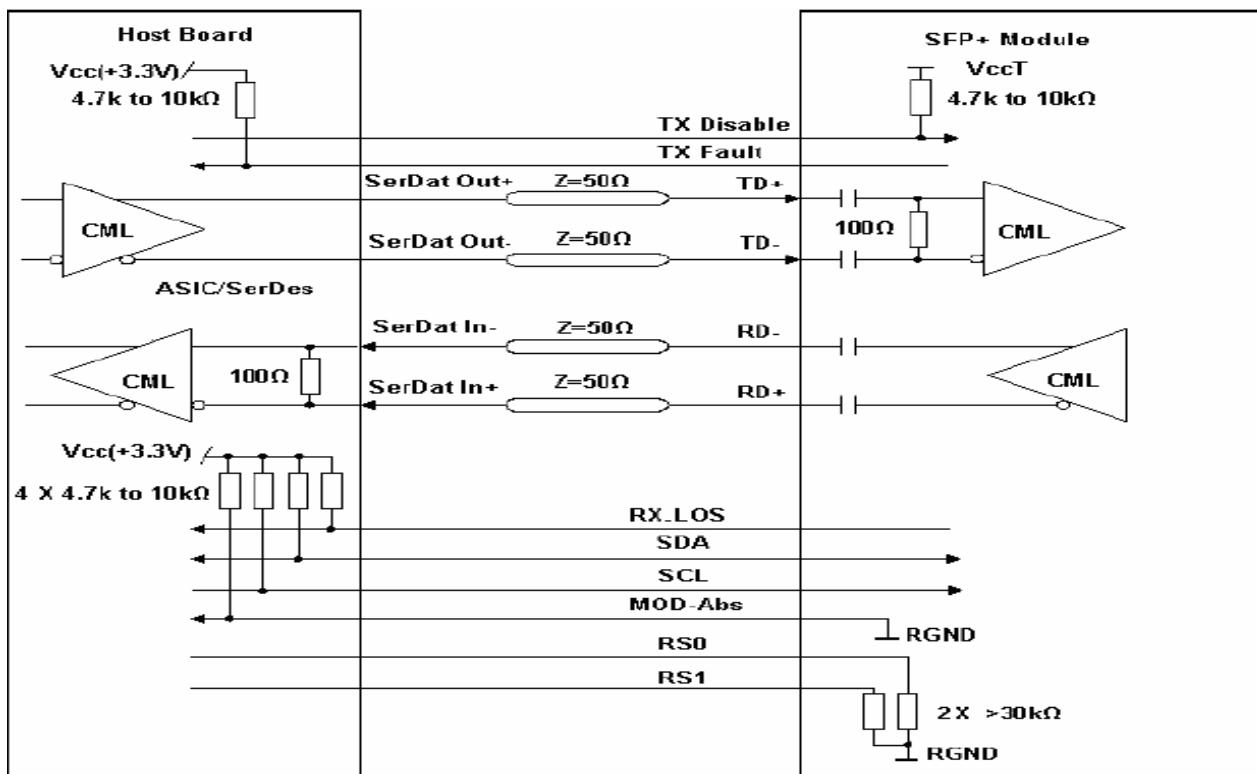 Host Board
SFP+ Module
Vcc(+3.3V)
VccT
4.7k to 10kΩ
4.7k to 10kΩ
TX Disable
TX Fault
SerDat Out+
Z=50Ω
TD+
CML
100Ω
CML
SerDat Out-
Z=50Ω
TD-
ASIC/SerDes
SerDat In-
Z=50Ω
RD-
CML
100Ω
CML
SerDat In+
Z=50Ω
RD+
Vcc(+3.3V)
4 X 4.7k to 10kΩ
RX_LOS
SDA
SCL
MOD-Abs
RGND
RS0
RS1
2X >30kΩ
RGND